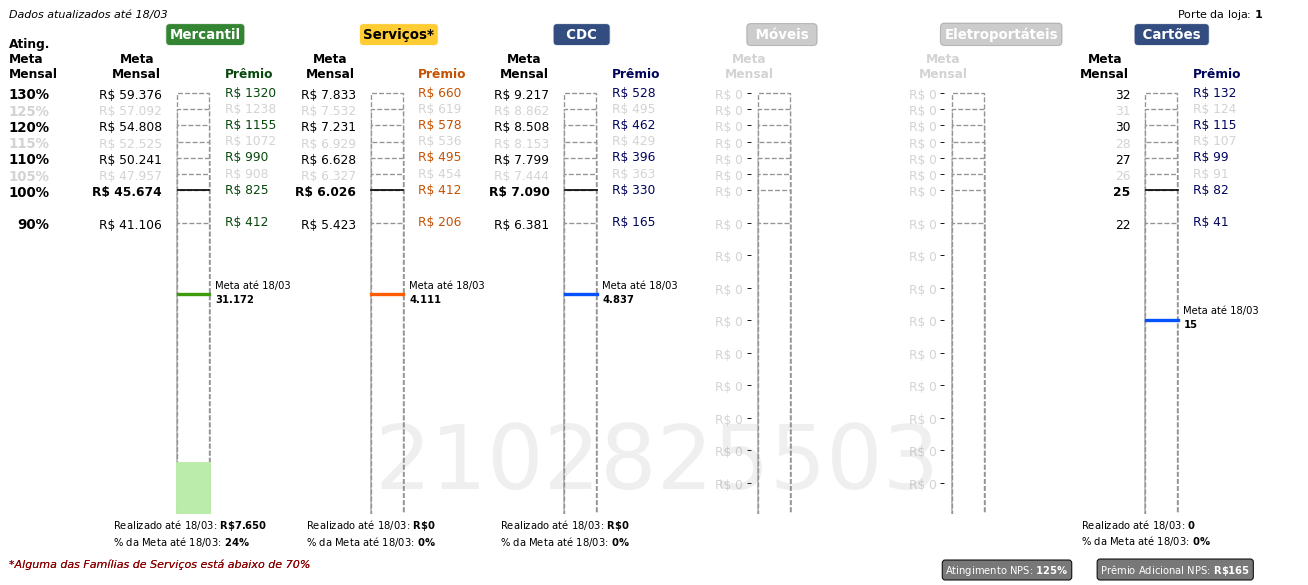 Dados atualizados até 18/03
Porte da loja: 1
Mercantil Serviços* CDC Móveis Eletroportáteis Cartões
Ating.
Meta
Mensal
Meta
Mensal Prêmio Meta
Mensal Prêmio Meta
Mensal Prêmio Meta
Mensal Meta
Mensal Meta
Mensal Prêmio
130% R$ 59.376 R$ 1320 R$ 7.833 R$ 660 R$ 9.217 R$ 528 R$ 0 R$ 0 32 R$ 132
125% R$ 57.092 R$ 1238 R$ 7.532 R$ 619 R$ 8.862 R$ 495 R$ 0 R$ 0 31 R$ 124
120% R$ 54.808 R$ 1155 R$ 7.231 R$ 578 R$ 8.508 R$ 462 R$ 0 R$ 0 30 R$ 115
115% R$ 52.525 R$ 1072 R$ 6.929 R$ 536 R$ 8.153 R$ 429 R$ 0 R$ 0 28 R$ 107
110% R$ 50.241 R$ 990 R$ 6.628 R$ 495 R$ 7.799 R$ 396 R$ 0 R$ 0 27 R$ 99
105% R$ 47.957 R$ 908 R$ 6.327 R$ 454 R$ 7.444 R$ 363 R$ 0 R$ 0 26 R$ 91
100% R$ 45.674 R$ 825 R$ 6.026 R$ 412 R$ 7.090 R$ 330 R$ 0 R$ 0 25 R$ 82
90% R$ 41.106 R$ 412 R$ 5.423 R$ 206 R$ 6.381 R$ 165 R$ 0 R$ 0 22 R$ 41
R$ 0 R$ 0
Meta até 18/03
31.172
Meta até 18/03
4.111
Meta até 18/03
4.837
R$ 0 R$ 0
R$ 0 R$ 0
Meta até 18/03
15
R$ 0 R$ 0
R$ 0 R$ 0
R$ 0 R$ 0
R$ 0 R$ 0
R$ 0 R$ 0
2102825503
Realizado até 18/03: R$7.650
% da Meta até 18/03: 24%
Realizado até 18/03: R$0
% da Meta até 18/03: 0%
Realizado até 18/03: R$0
% da Meta até 18/03: 0%
Realizado até 18/03: 0
% da Meta até 18/03: 0%
*Alguma das Famílias de Serviços está abaixo de 70%
Atingimento NPS: 125%
Prêmio Adicional NPS: R$165